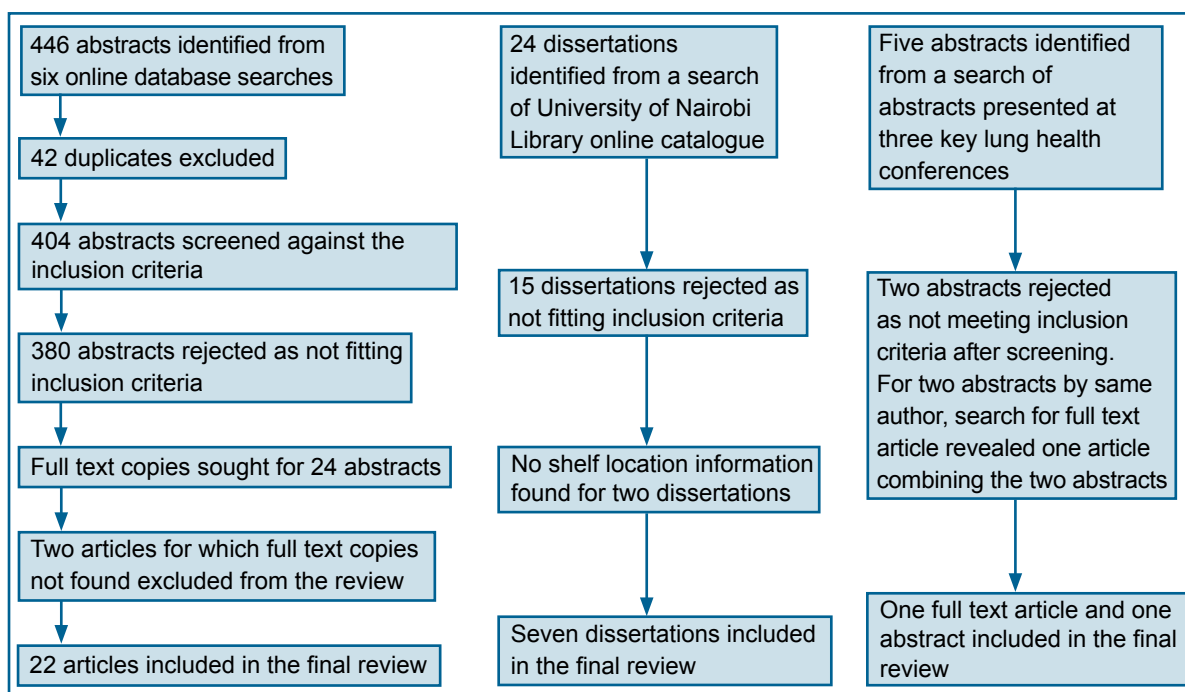 446 abstracts identified from
six online database searches
42 duplicates excluded
404 abstracts screened against the
inclusion criteria
380 abstracts rejected as not fitting
inclusion criteria
Full text copies sought for 24 abstracts
Two articles for which full text copies
not found excluded from the review
22 articles included in the final review
24 dissertations
identified from a search
of University of Nairobi
Library online catalogue
15 dissertations rejected as
not fitting inclusion criteria
No shelf location information
found for two dissertations
Seven dissertations included
in the final review
Five abstracts identified
from a search of
abstracts presented at
three key lung health
conferences
Two abstracts rejected
as not meeting inclusion
criteria after screening.
For two abstracts by same
author, search for full text
article revealed one article
combining the two abstracts
One full text article and one
abstract included in the final
review